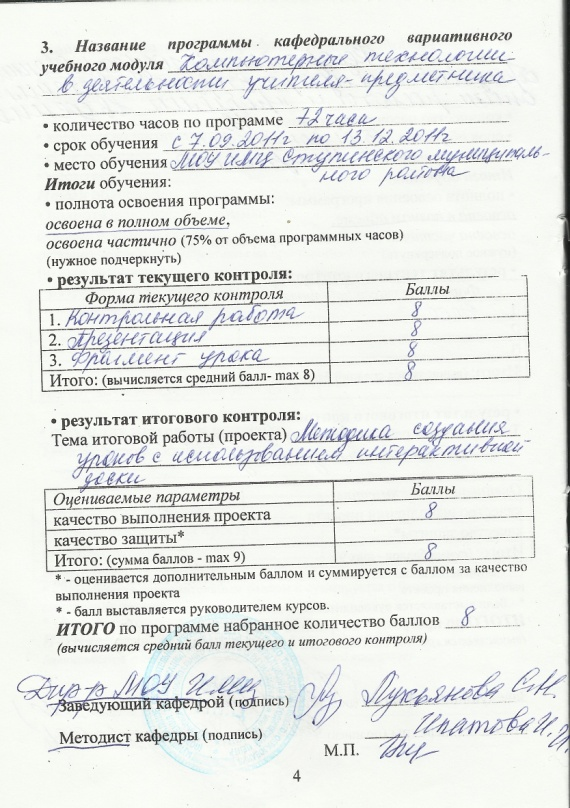 3. Название программы кафедрального вариативного
учебного модуля Компьютерные технологии
в деятельности учителя-предметника
• количество часов по программе 72 часа
• срок обучения с 7.09.2011г по 13.12.2011г
• место обучения МОУ ИМЦ Ступинского муниципаль-
ного района
Итоги обучения:
• полнота освоения программы:
освоена в полном объеме,
освоена частично (75% от объема программных часов)
(нужное подчеркнуть)
• результат текущего контроля:
Форма текущего контроля Баллы
1. Контрольная работа 8
2. Презентация 8
3. Фрагмент урока 8
Итого: (вычисляется средний балл- max 8) 8
• результат итогового контроля:
Тема итоговой работы (проекта) Методика создания
уроков с использованием интерактивной
доски
Оцениваемые параметры Баллы
качество выполнения проекта 8
качество защиты*
Итого: (сумма баллов - max 9) 8
* - оценивается дополнительным баллом и суммируется с баллом за качество
выполнения проекта
* - балл выставляется руководителем курсов.
ИТОГО по программе набранное количество баллов 8
(вычисляется средний балл текущего и итогового контроля)
Дир-р МОУ ИМЦ Лукьянова С.Н.
Заведующий кафедрой (подпись)
Ипатова И.
Методист кафедры (подпись)
М.П.
4